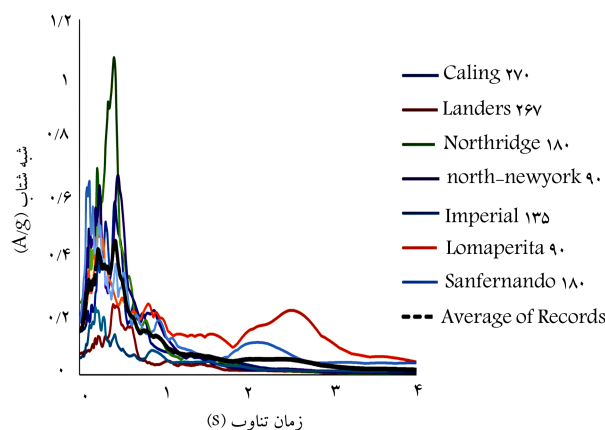 ۱/۲
۱
۰/۸
۰/۶
۰/۴
۰/۲
۰
شبه شتاب (A/g)
۰ ۱ ۲ ۳ ۴
زمان تناوب (s)
Caling ۲۷۰
Landers ۲۶۷
Northridge ۱۸۰
north-newyork ۹۰
Imperial ۱۳۵
Lomaperita ۹۰
Sanfernando ۱۸۰
Average of Records